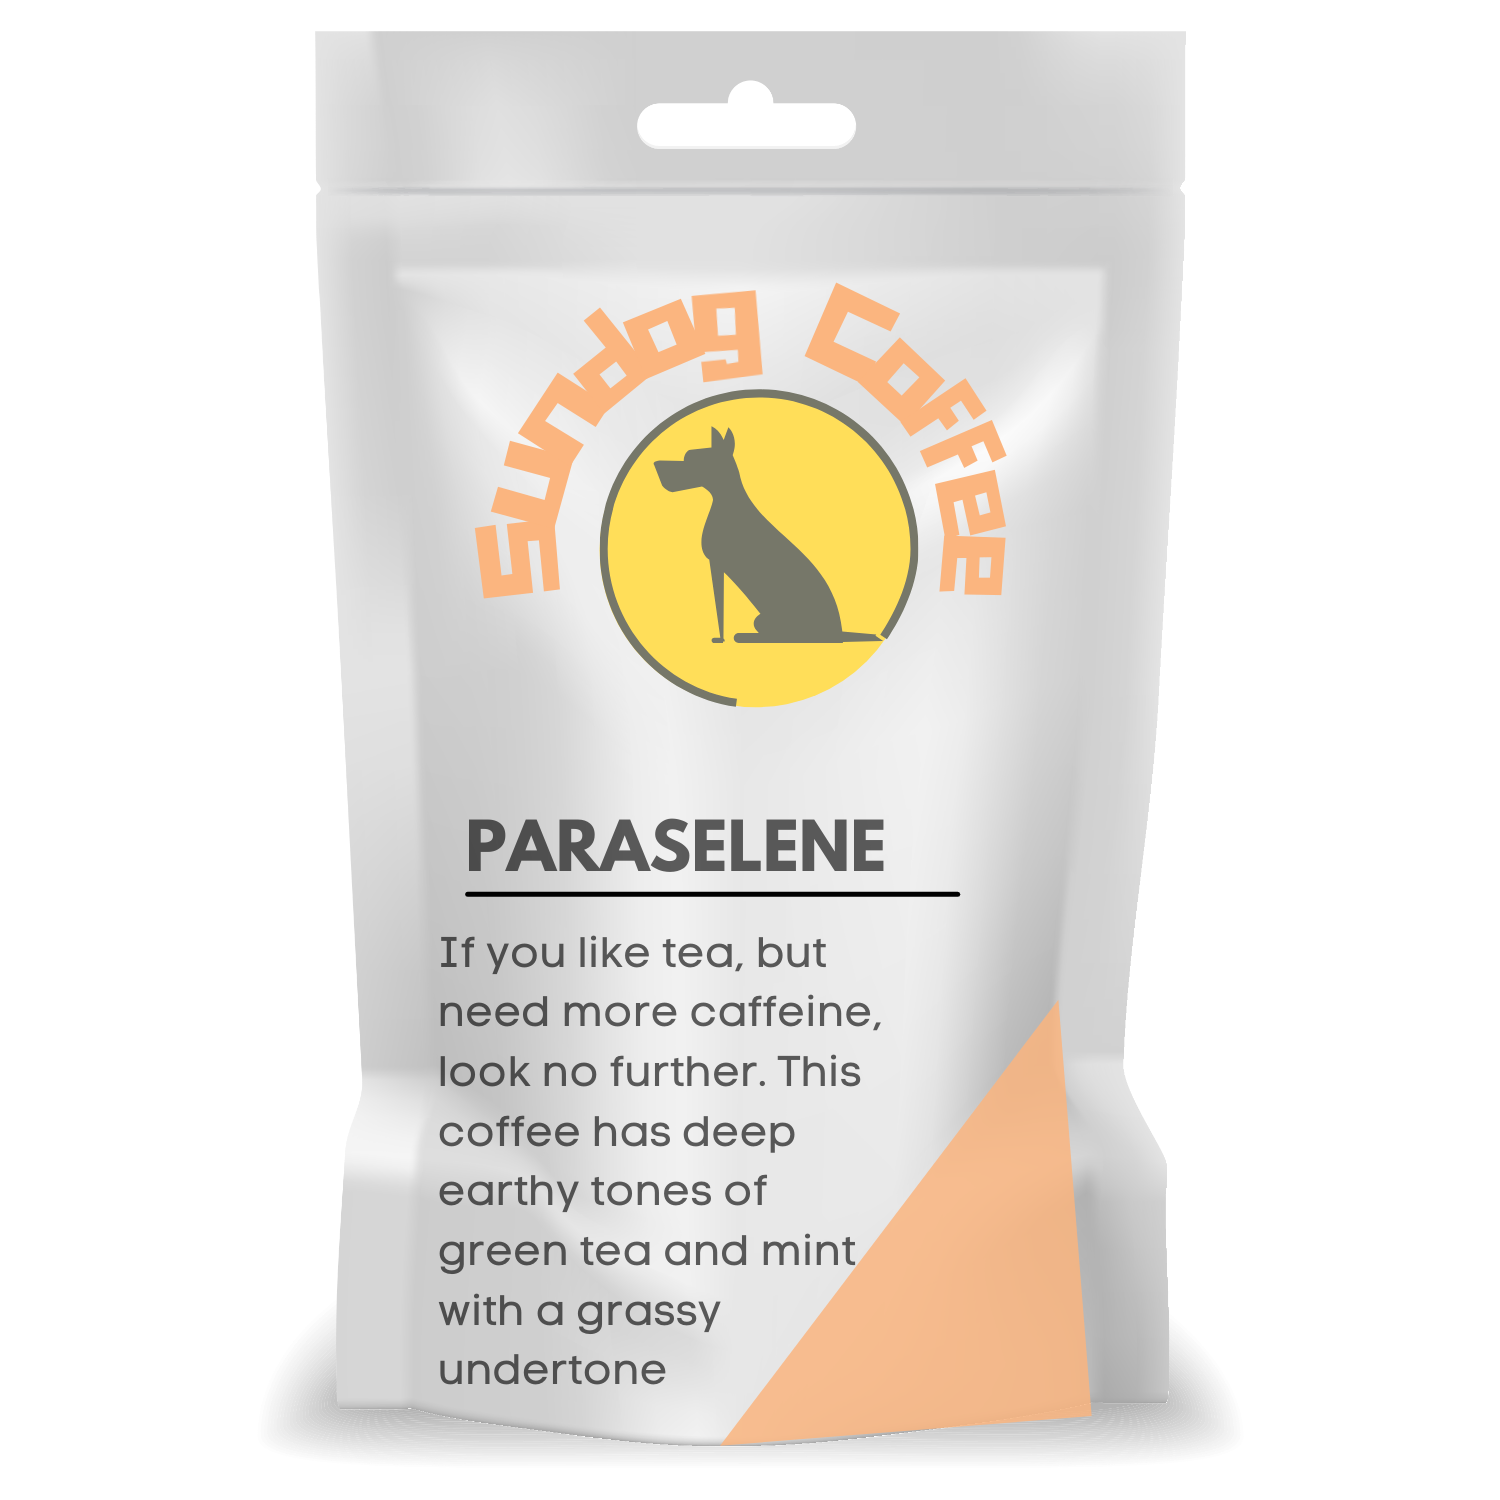 Sundog Coffee
PARASELENE
If you like tea, but
need more caffeine,
look no further. This
coffee has deep
earthy tones of
green tea and mint
with a grassy
undertone